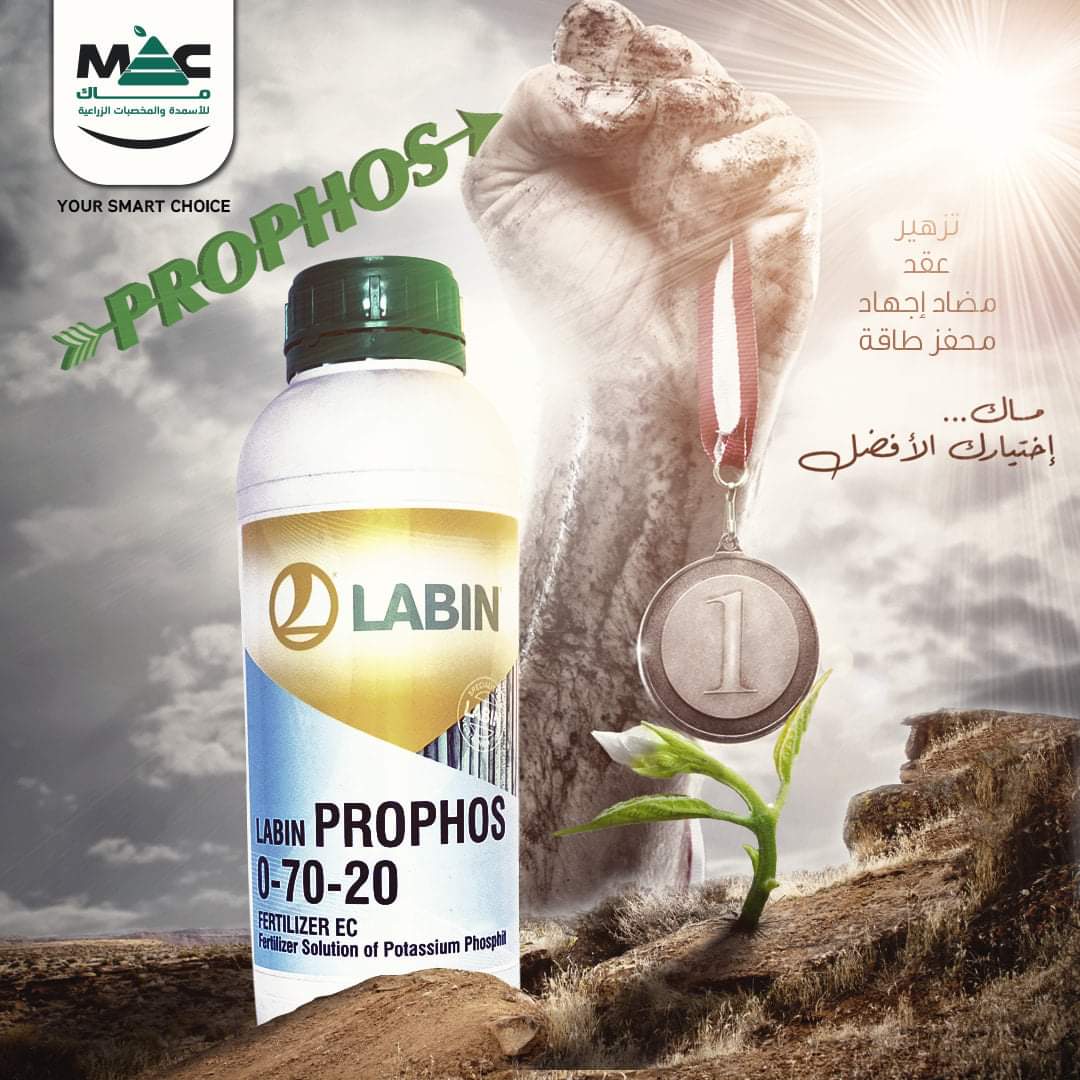 MAC
ماك
للأسمدة والمخصبات الزراعية
YOUR SMART CHOICE
PROPHOS
تزهير
عقد
مضاد إجهاد
محفز طاقة
ماك...
إختيارك الأفضل
1
LABIN
LABIN PROPHOS
0-70-20
FERTILIZER EC
Fertilizer Solution of Potassium Phosphi